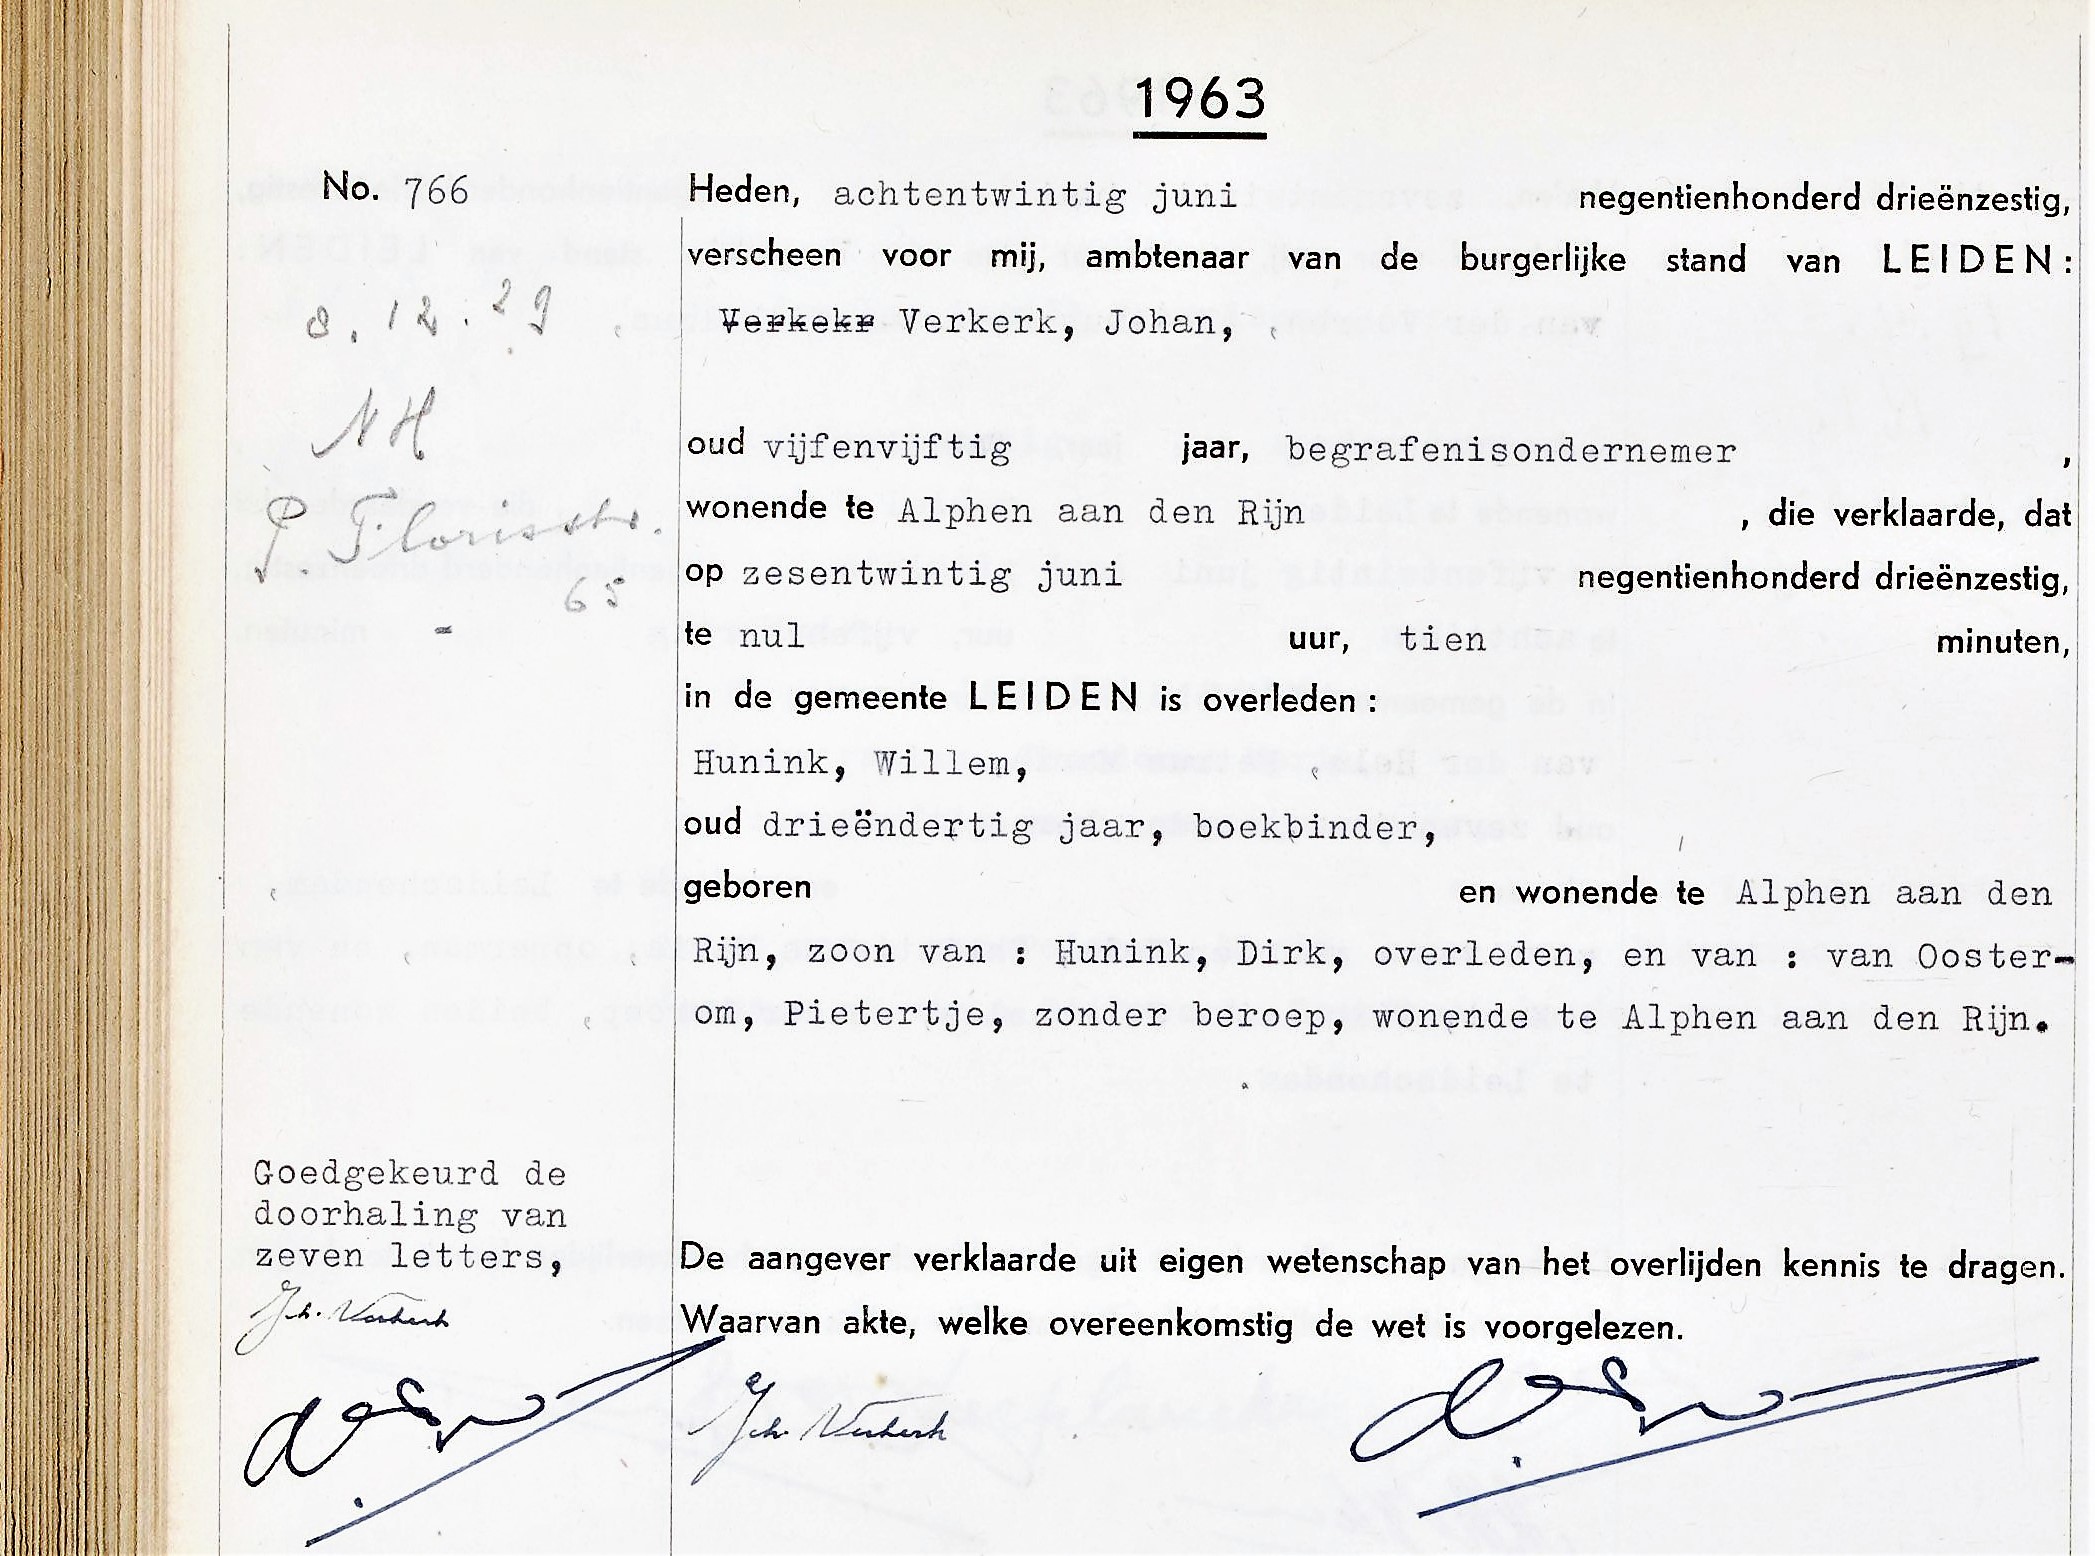 1963
No. 766
Heden, achtentwintig juni negentienhonderd drieënzestig,
verscheen voor mij, ambtenaar van de burgerlijke stand van LEIDEN:
Verkekr Verkerk, Johan,
8.12.29
NH
oud vijfenvijftig jaar, begrafenisondernemer ,
P. Florisstr.
65
wonende te Alphen aan den Rijn , die verklaarde, dat
op zesentwintig juni negentienhonderd drieënzestig,
te nul uur, tien minuten,
in de gemeente LEIDEN is overleden :
Hunink, Willem,
oud drieëndertig jaar, boekbinder,
geboren en wonende te Alphen aan den
Rijn, zoon van : Hunink, Dirk, overleden, en van : van Ooster-
om, Pietertje, zonder beroep, wonende te Alphen aan den Rijn.
Goedgekeurd de
doorhaling van
zeven letters,
Joh. Verkerk
De aangever verklaarde uit eigen wetenschap van het overlijden kennis te dragen.
Waarvan akte, welke overeenkomstig de wet is voorgelezen.
Joh. Verkerk